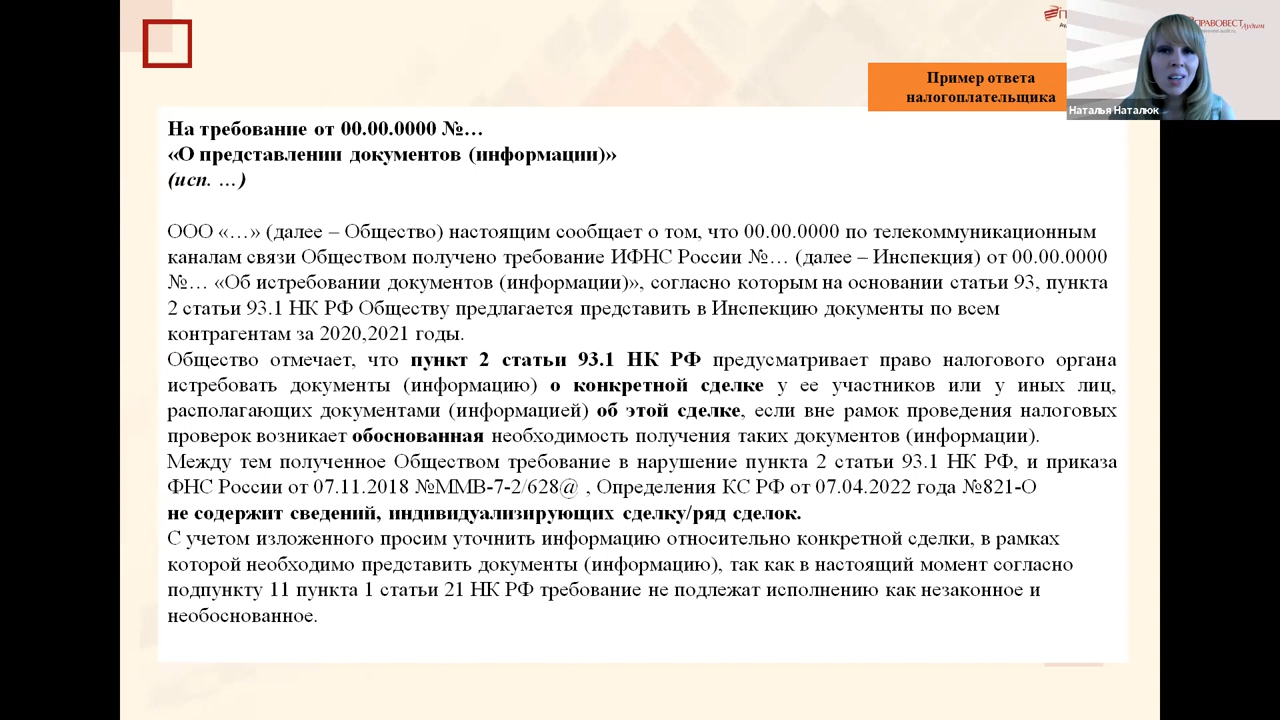 Пример ответа
налогоплательщика
ПРАВОВЕСТ Аудит
Наталья Наталюк
На требование от 00.00.0000 №…
«О представлении документов (информации)»
(исп. …)
ООО «…» (далее – Общество) настоящим сообщает о том, что 00.00.0000 по телекоммуникационным
каналам связи Обществом получено требование ИФНС России №… (далее – Инспекция) от 00.00.0000
№… «Об истребовании документов (информации)», согласно которым на основании статьи 93, пункта
2 статьи 93.1 НК РФ Обществу предлагается представить в Инспекцию документы по всем
контрагентам за 2020,2021 годы.
Общество отмечает, что пункт 2 статьи 93.1 НК РФ предусматривает право налогового органа
истребовать документы (информацию) о конкретной сделке у ее участников или у иных лиц,
располагающих документами (информацией) об этой сделке, если вне рамок проведения налоговых
проверок возникает обоснованная необходимость получения таких документов (информации).
Между тем полученное Обществом требование в нарушение пункта 2 статьи 93.1 НК РФ, и приказа
ФНС России от 07.11.2018 №ММВ-7-2/628@ , Определения КС РФ от 07.04.2022 года №821-О
не содержит сведений, индивидуализирующих сделку/ряд сделок.
С учетом изложенного просим уточнить информацию относительно конкретной сделки, в рамках
которой необходимо представить документы (информацию), так как в настоящий момент согласно
подпункту 11 пункта 1 статьи 21 НК РФ требование не подлежат исполнению как незаконное и
необоснованное.